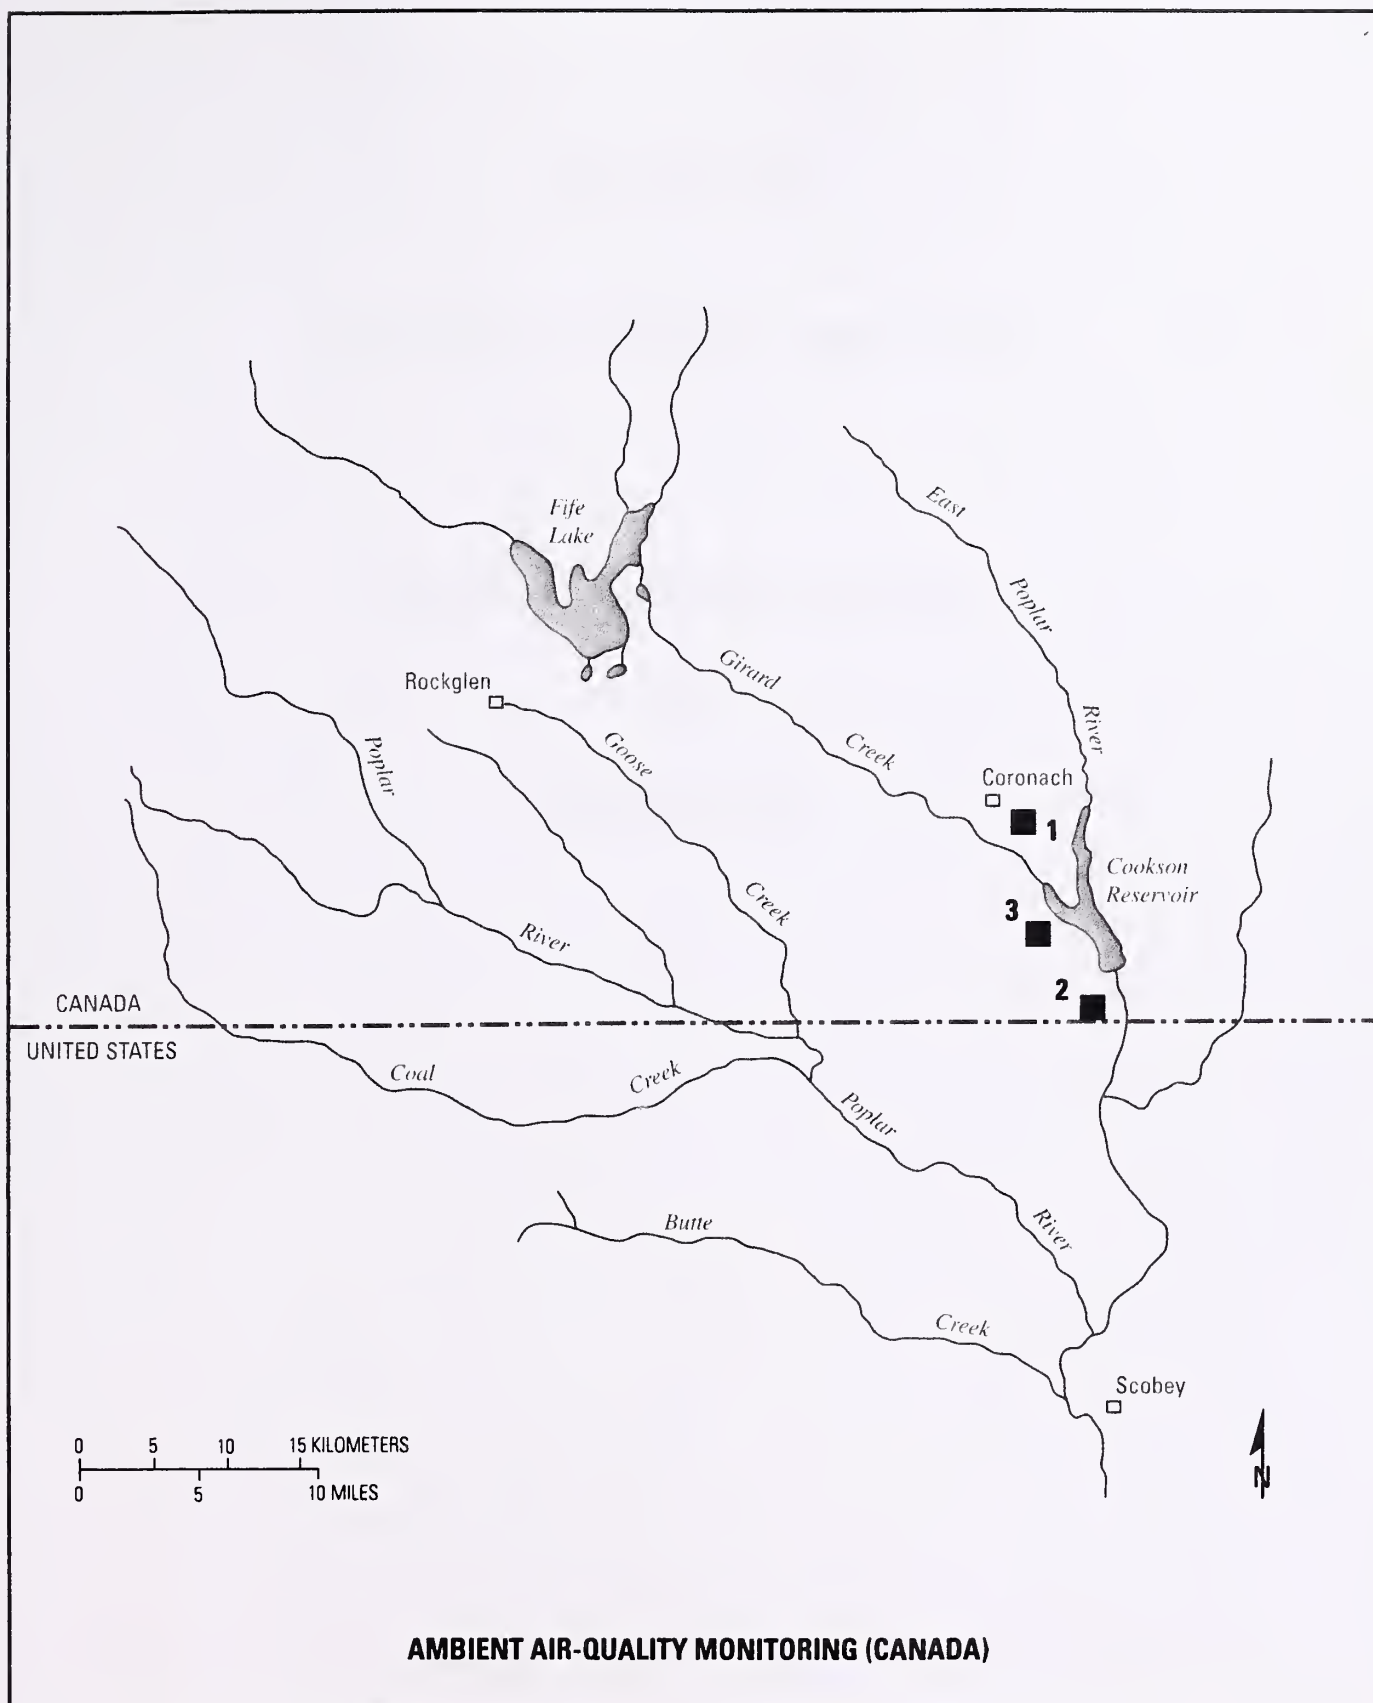 Fife
Lake
East
Poplar
River
Girard
Creek
Rockglen
Goose
Creek
Poplar
River
Coronach
1
Cookson
Reservoir
3
2
CANADA
UNITED STATES
Coal
Creek
Poplar
River
Butte
Creek
Scobey
0 5 10 15 KILOMETERS
0 5 10 MILES
N
AMBIENT AIR-QUALITY MONITORING (CANADA)